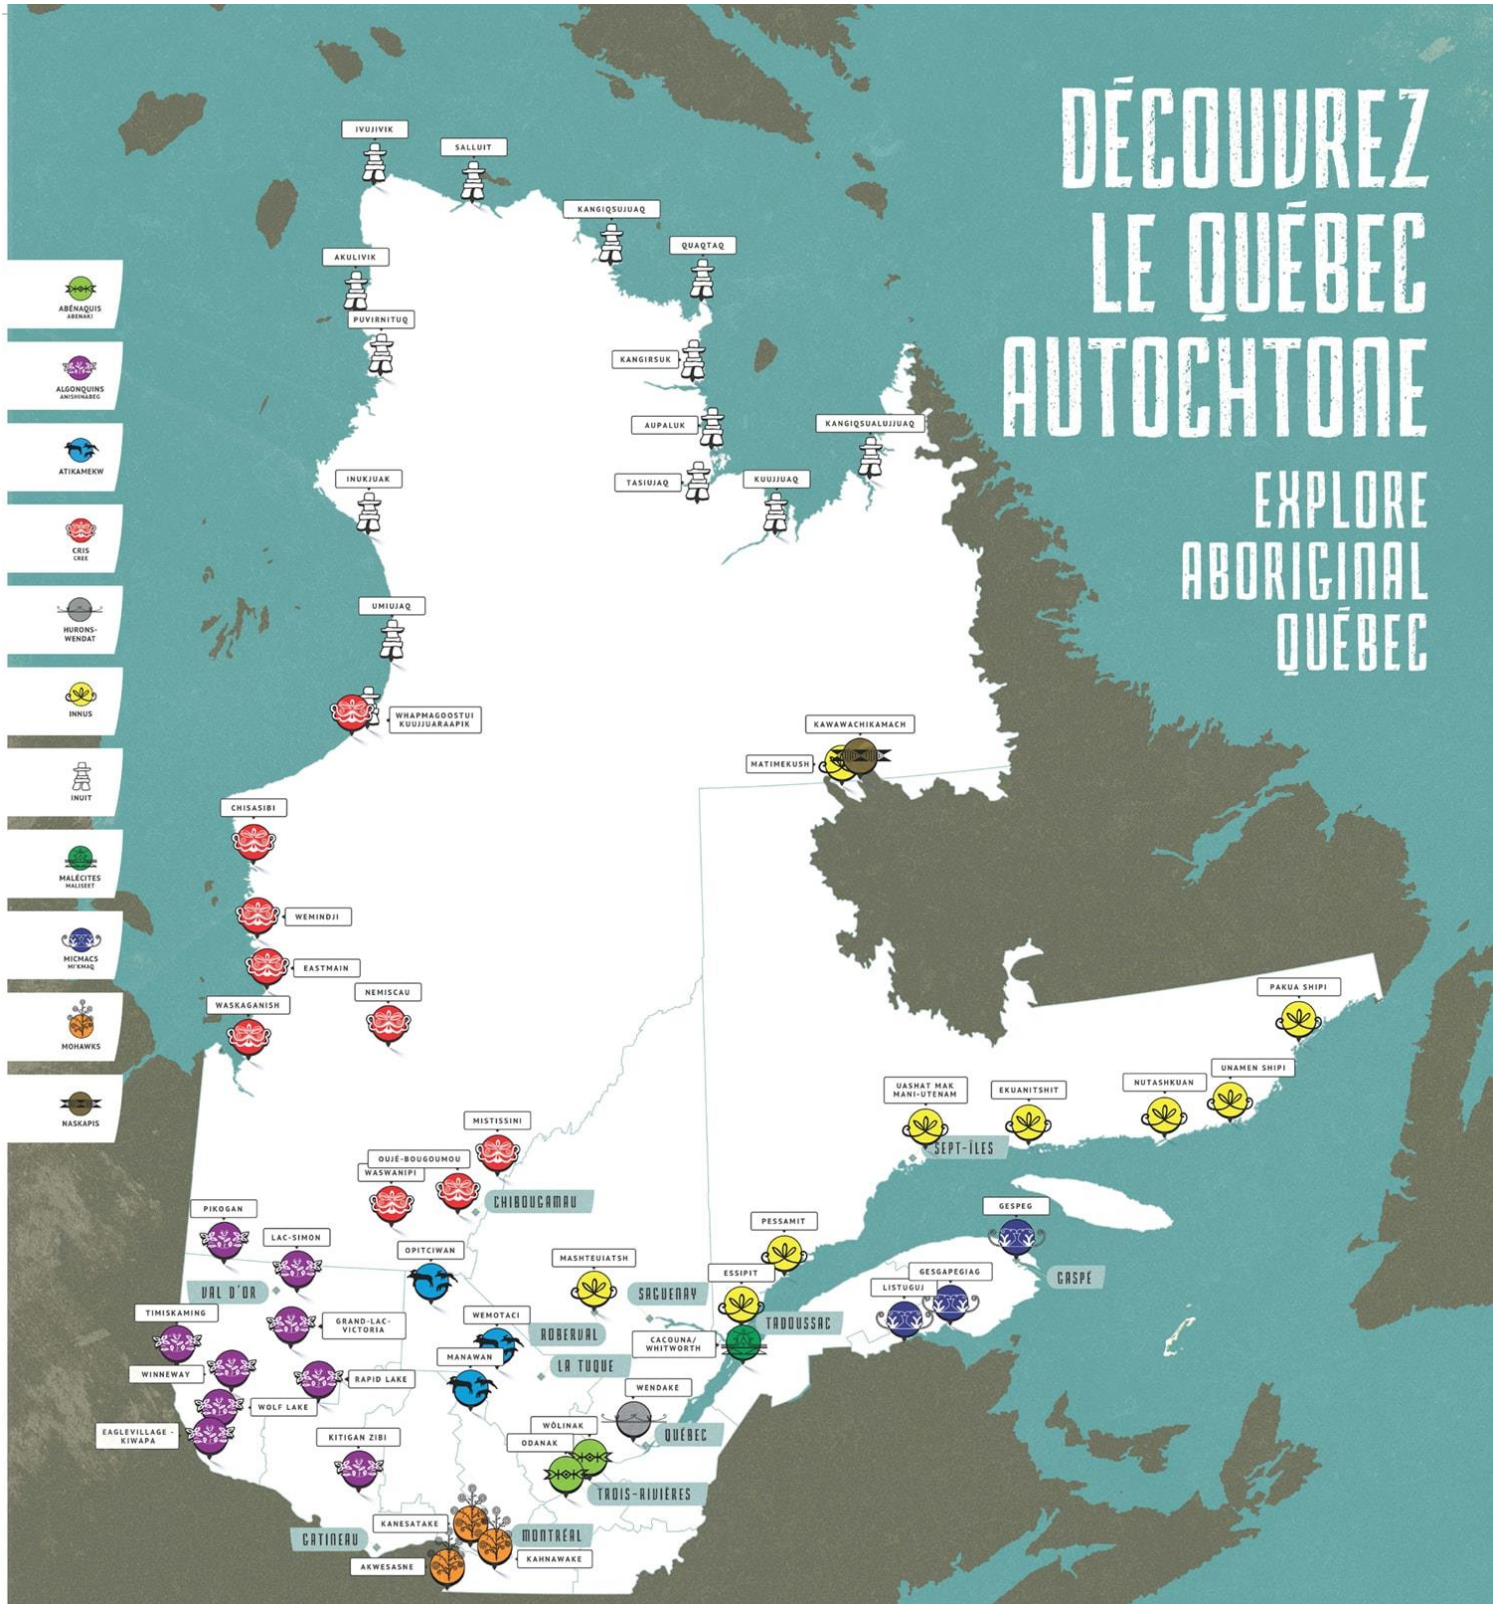 DÉCOUVREZ
LE QUÉBEC
AUTOCHTONE
EXPLORE
ABORIGINAL
QUÉBEC
ABÉNAQUIS
ABENAKI
ALGONQUINS
ANISHINABEG
ATIKAMEKW
CRIS
CREE
HURONS-
WENDAT
INNUS
INUIT
MALÉCITES
MALISEET
MICMACS
MI'KMAQ
MOHAWKS
NASKAPIS
IVUJIVIK
SALLUIT
KANGIQSUJUAQ
QUAQTAQ
AKULIVIK
PUVIRNITUQ
KANGIRSUK
AUPALUK
KANGIQSUALUJJUAQ
INUKJUAK
TASIUJAQ
KUUJJUAQ
UMIUJAQ
WHAPMAGOOSTUI
KUUJJUARAAPIK
KAWAWACHIKAMACH
MATIMEKUSH
CHISASIBI
WEMINDJI
EASTMAIN
NEMISCAU
WASKAGANISH
PAKUA SHIPI
UNAMEN SHIPI
NUTASHKUAN
EKUANITSHIT
UASHAT MAK
MANI-UTENAM
SEPT-ÎLES
MISTISSINI
OUJÉ-BOUGOUMOU
WASWANIPI
CHIBOUGAMAU
PIKOGAN
LAC-SIMON
OPITCIWAN
MASHTEUIATSH
PESSAMIT
GESPEG
ESSIPIT
GESGAPEGIAG
LISTUGUJ
GASPÉ
VAL D'OR
SAGUENAY
TIMISKAMING
GRAND-LAC-
VICTORIA
WEMOTACI
ROBERVAL
TADOUSSAC
CACOUNA/
WHITWORTH
MANAWAN
LA TUQUE
WINNEWAY
RAPID LAKE
WENDAKE
WOLF LAKE
EAGLEVILLAGE -
KIWAPA
KITIGAN ZIBI
WÔLINAK
ODANAK
QUÉBEC
TROIS-RIVIÈRES
KANESATAKE
MONTRÉAL
GATINEAU
AKWESASNE
KAHNAWAKE